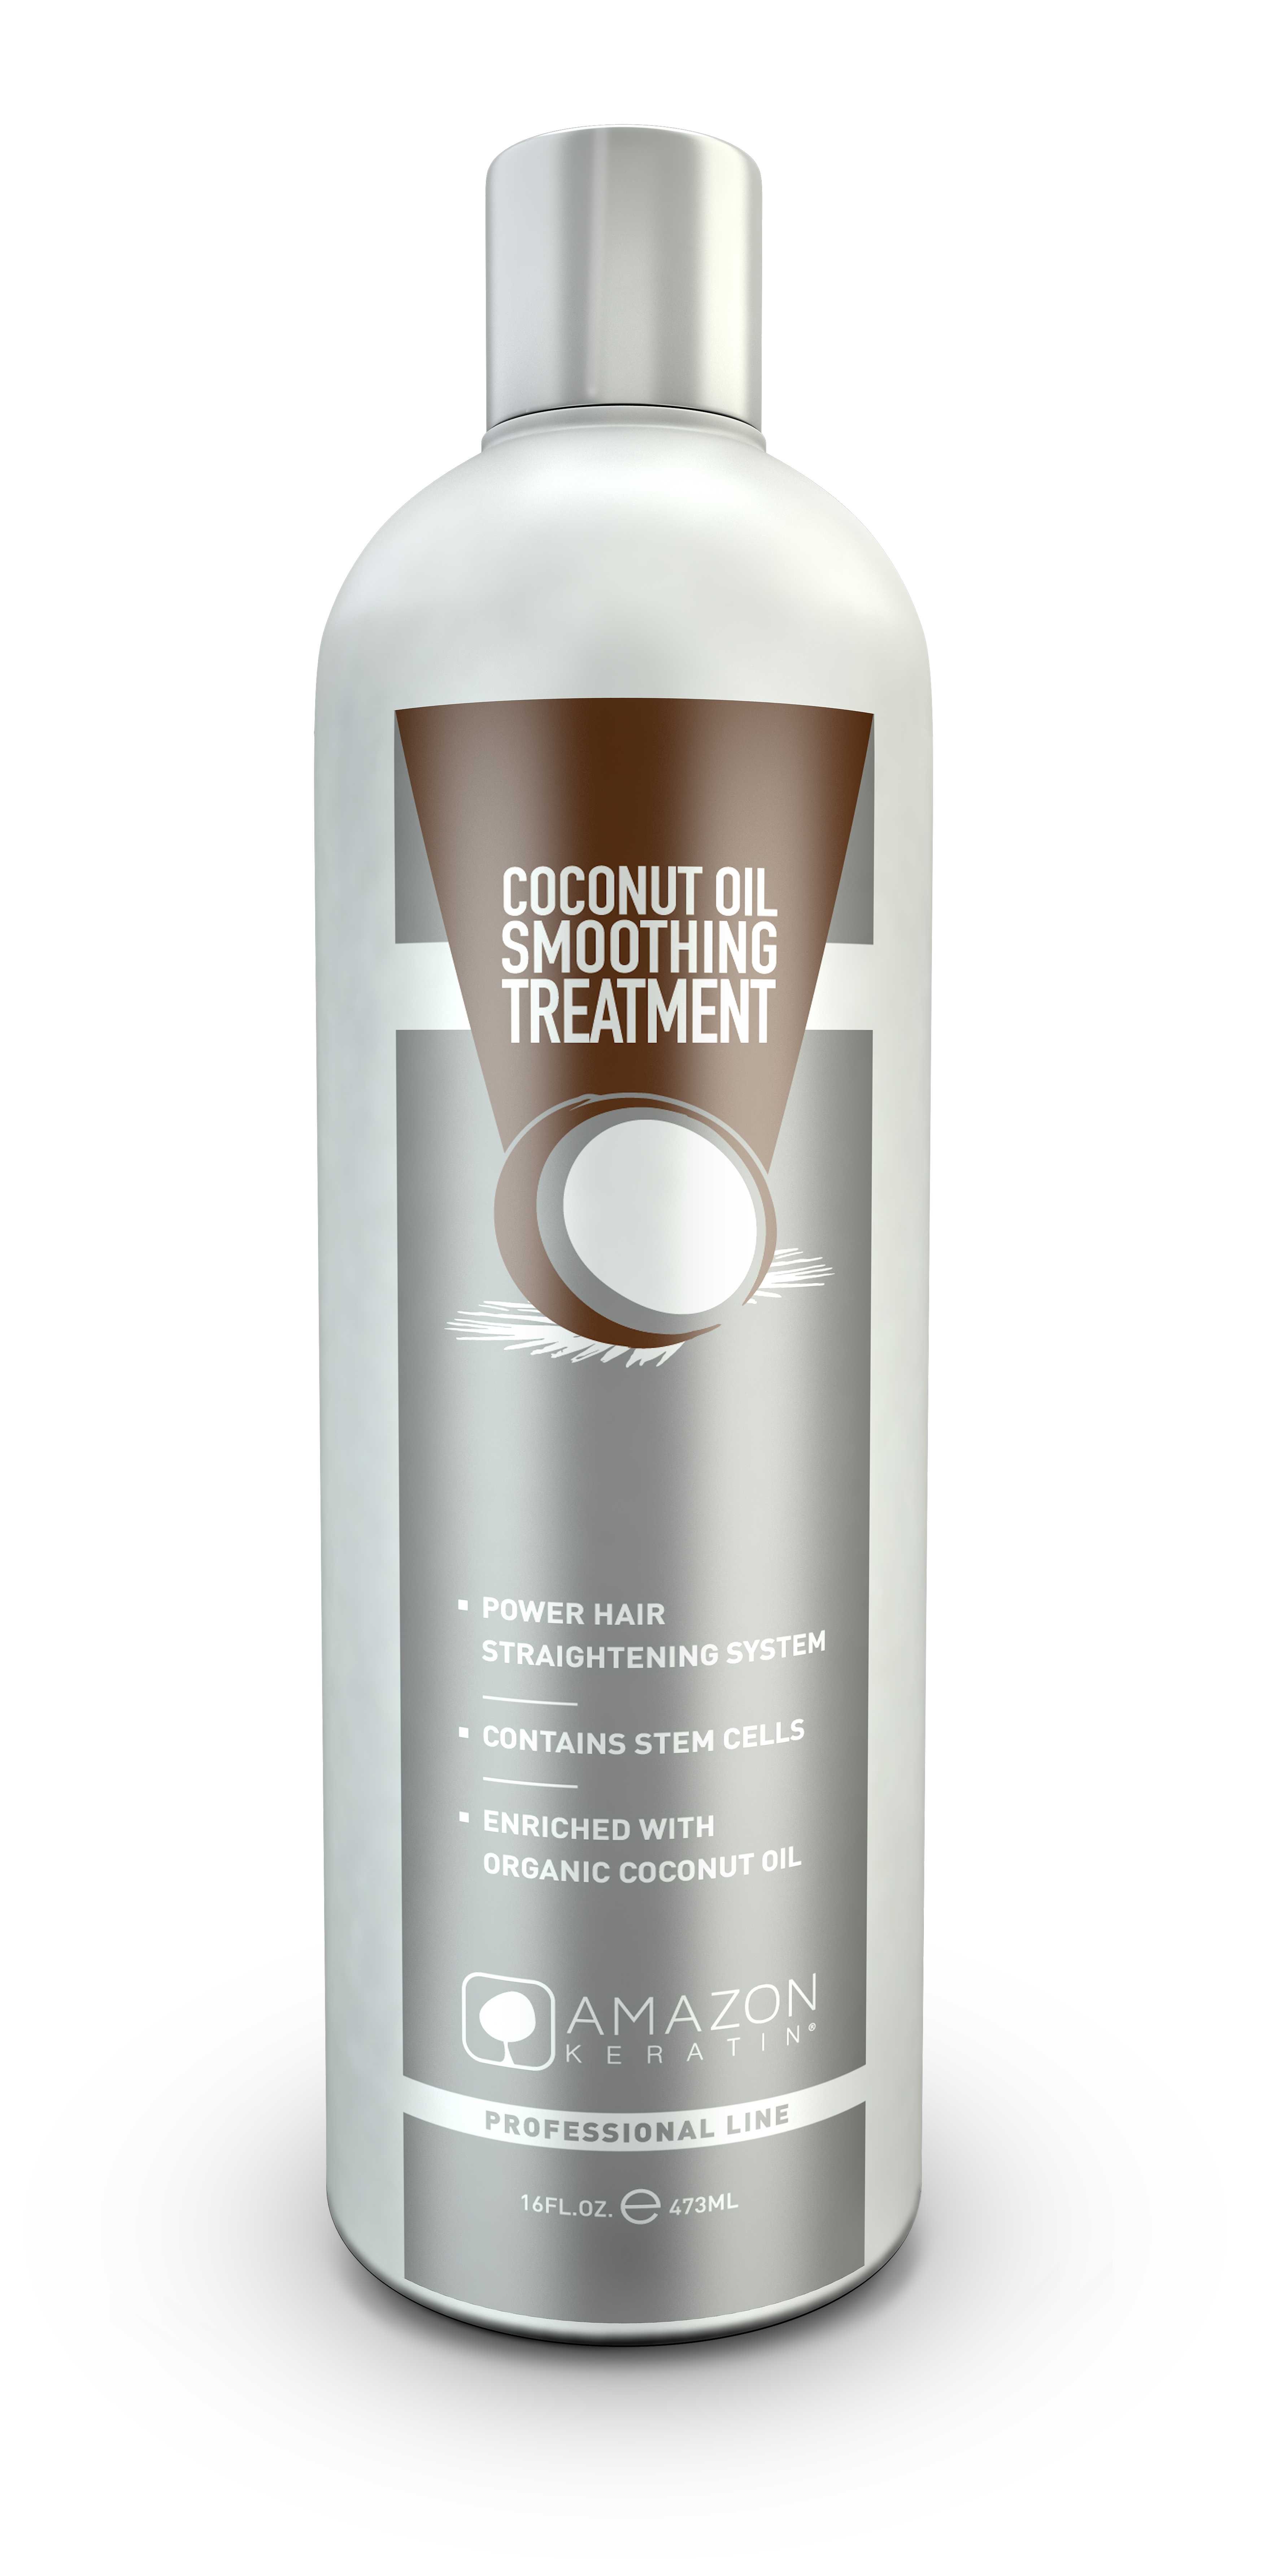 COCONUT OIL
SMOOTHING
TREATMENT
▪ POWER HAIR
STRAIGHTENING SYSTEM
▪ CONTAINS STEM CELLS
▪ ENRICHED WITH
ORGANIC COCONUT OIL
AMAZON
KERATIN®
PROFESSIONAL LINE
16FL.OZ. ℮ 473ML